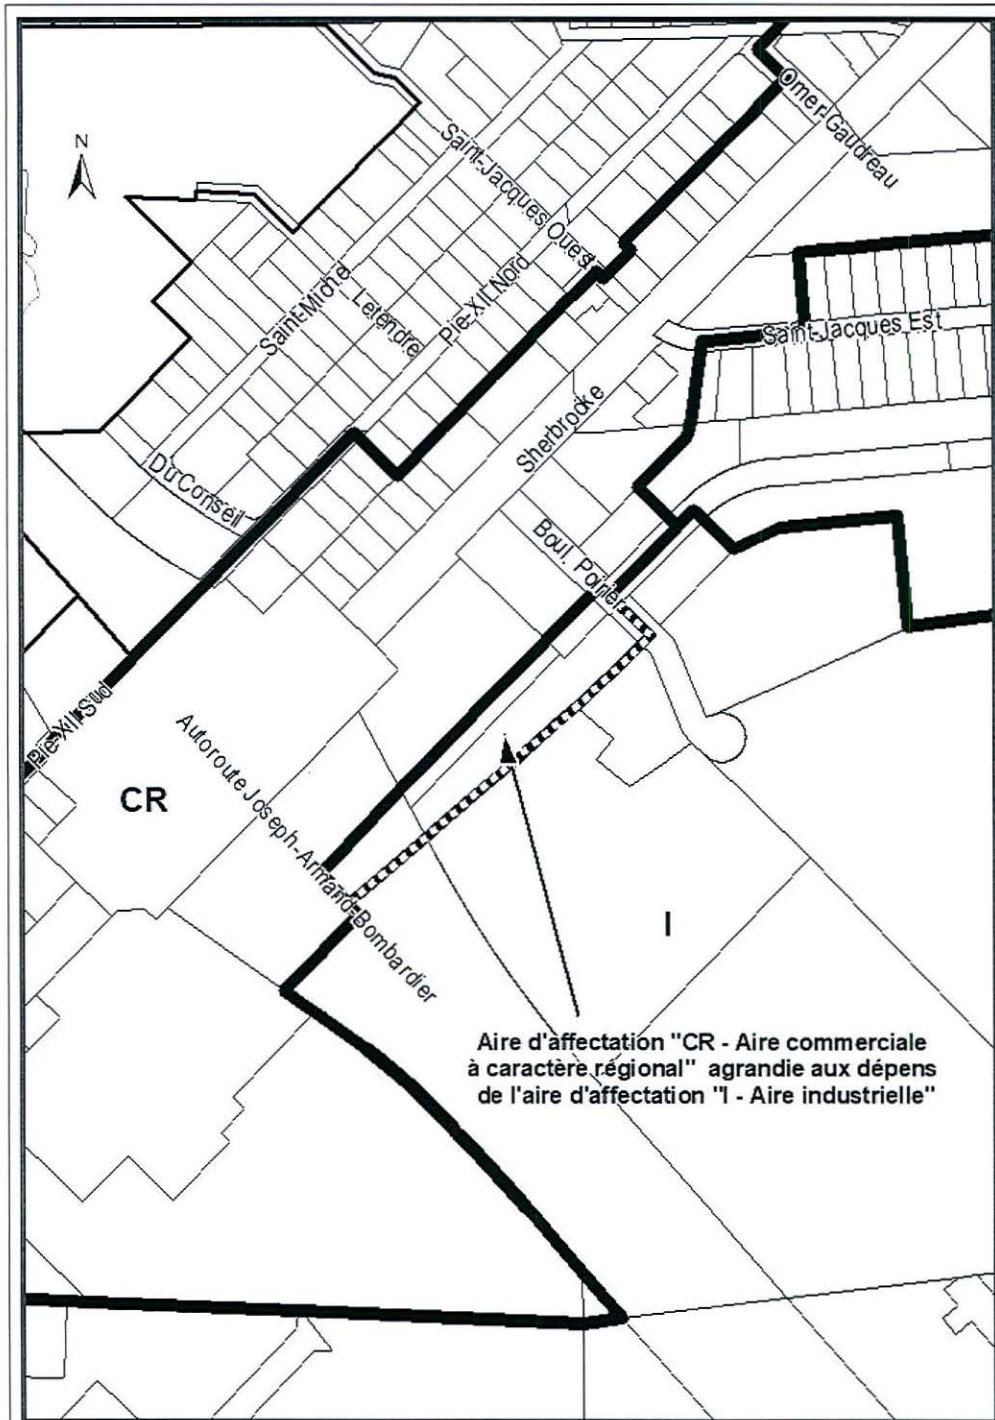 N
Omer-Gaudreau
Saint-Jacques Ouest
Saint-Miche
Letendre
Pie-XII Nord
Saint-Jacques Est
Sherbrooke
Du Conseil
Boul. Poirier
Pie-XII Sud
Autoroute Joseph-Armand-Bombardier
CR
I
Aire d'affectation "CR - Aire commerciale
à caractère régional" agrandie aux dépens
de l'aire d'affectation "I - Aire industrielle"